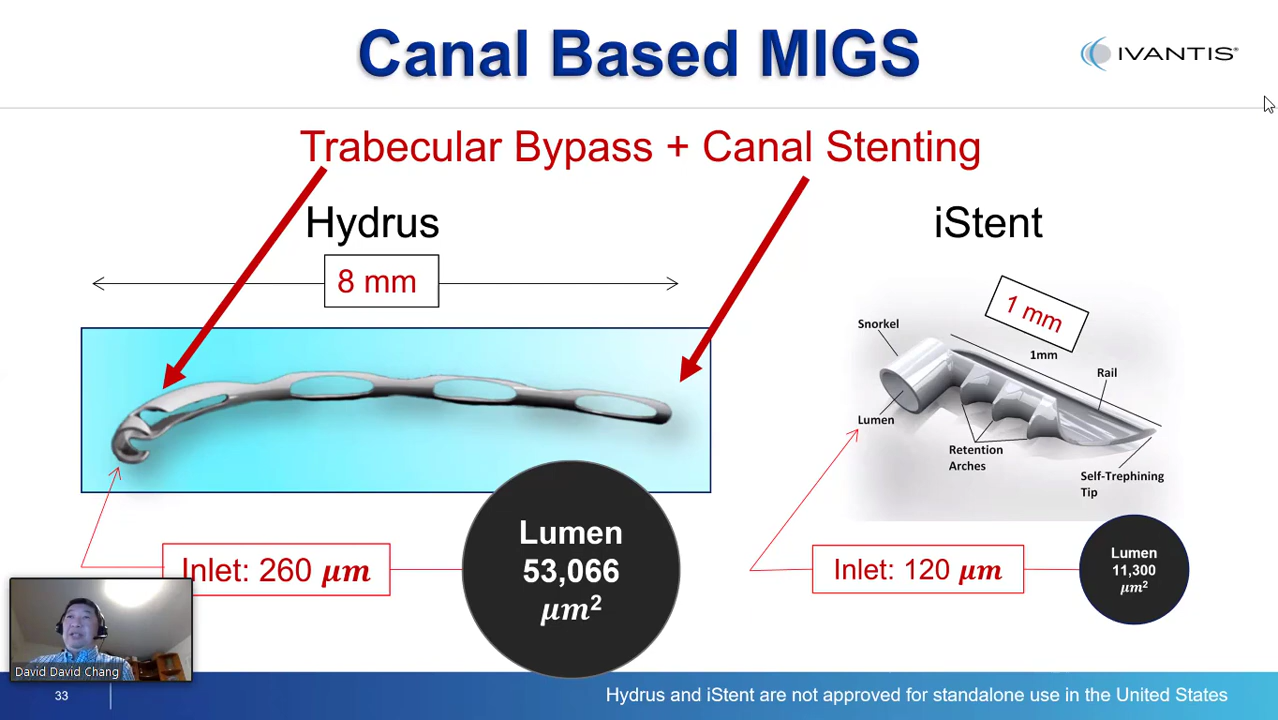 Canal Based MIGS
IVANTIS®
Trabecular Bypass + Canal Stenting
Hydrus
iStent
8 mm
1 mm
Snorkel
1mm
Rail
Lumen
Retention
Arches
Self-Trephining
Tip
Inlet: 260 μm
Lumen
53,066
μm²
Inlet: 120 μm
Lumen
11,300
μm²
David David Chang
33
Hydrus and iStent are not approved for standalone use in the United States